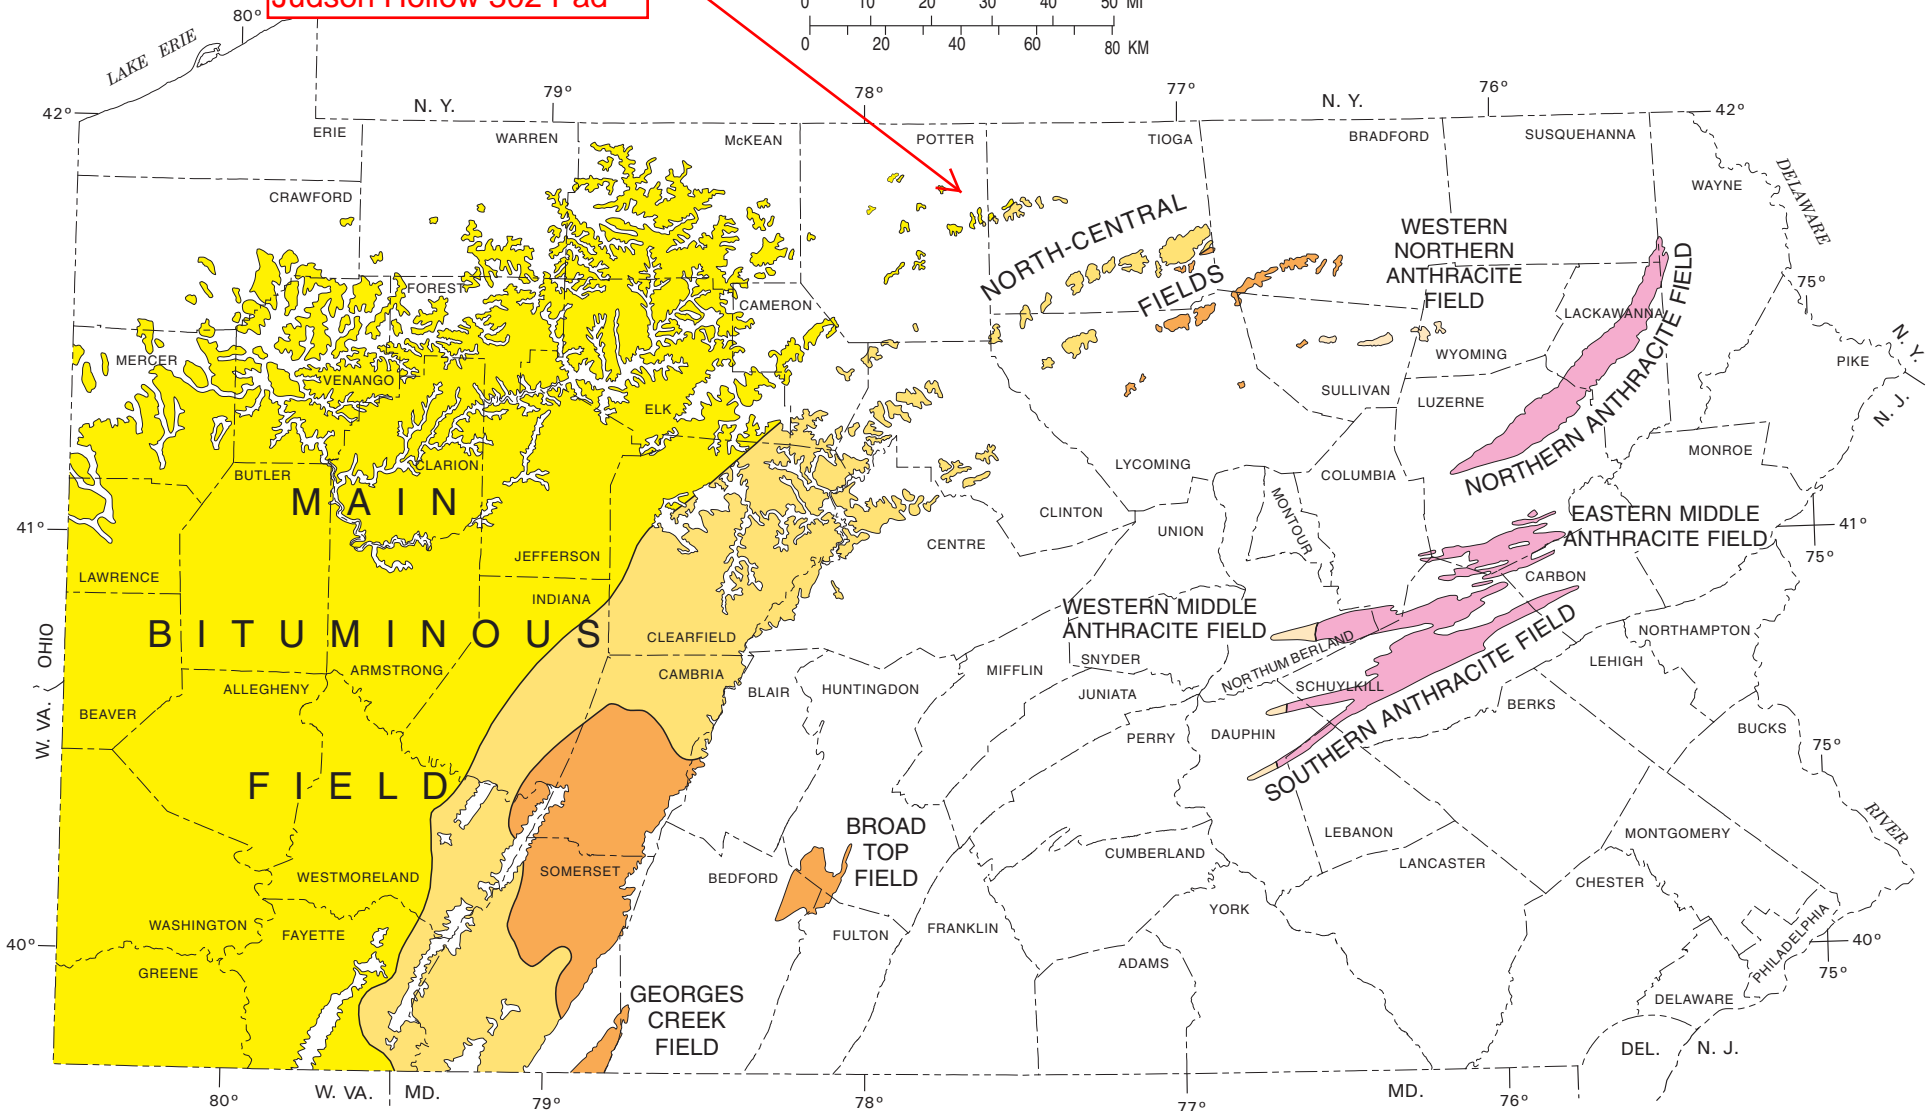 Judson Hollow 302 Pad
0 10 20 30 40 50 MI
0 20 40 60 80 KM
80°
LAKE ERIE
79°
N. Y.
78°
77°
N. Y.
76°
42°
42°
ERIE
WARREN
McKEAN
POTTER
TIOGA
BRADFORD
SUSQUEHANNA
WAYNE
DELAWARE
CRAWFORD
NORTH-CENTRAL
FIELDS
WESTERN
NORTHERN
ANTHRACITE
FIELD
75°
FOREST
CAMERON
LACKAWANNA
NORTHERN ANTHRACITE FIELD
N. Y.
N. J.
MERCER
VENANGO
WYOMING
PIKE
ELK
SULLIVAN
LUZERNE
BUTLER
CLARION
LYCOMING
COLUMBIA
MONROE
MAIN
MONTOUR
CLINTON
UNION
EASTERN MIDDLE
ANTHRACITE FIELD
41°
41°
75°
JEFFERSON
CENTRE
LAWRENCE
CARBON
INDIANA
WESTERN MIDDLE
ANTHRACITE FIELD
BITUMINOUS
CLEARFIELD
NORTHUM BERLAND
NORTHAMPTON
OHIO
W. VA.
ARMSTRONG
CAMBRIA
SNYDER
LEHIGH
ALLEGHENY
BLAIR
HUNTINGDON
MIFFLIN
JUNIATA
SCHUYLKILL
SOUTHERN ANTHRACITE FIELD
BEAVER
BERKS
PERRY
DAUPHIN
BUCKS
75°
FIELD
RIVER
BROAD
TOP
FIELD
LEBANON
MONTGOMERY
CUMBERLAND
LANCASTER
SOMERSET
WESTMORELAND
BEDFORD
CHESTER
YORK
WASHINGTON
FAYETTE
FULTON
FRANKLIN
PHILADELPHIA
40°
40°
75°
GREENE
ADAMS
GEORGES
CREEK
FIELD
DELAWARE
DEL.
N. J.
80°
W. VA.
MD.
79°
78°
77°
MD.
76°